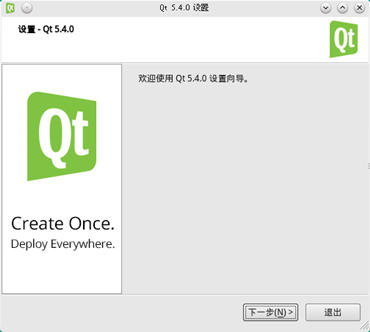 Qt 5.4.0 设置
设置 - Qt 5.4.0
Qt
欢迎使用 Qt 5.4.0 设置向导。
Qt
Create Once.
Deploy Everywhere.
下一步(N) >
退出